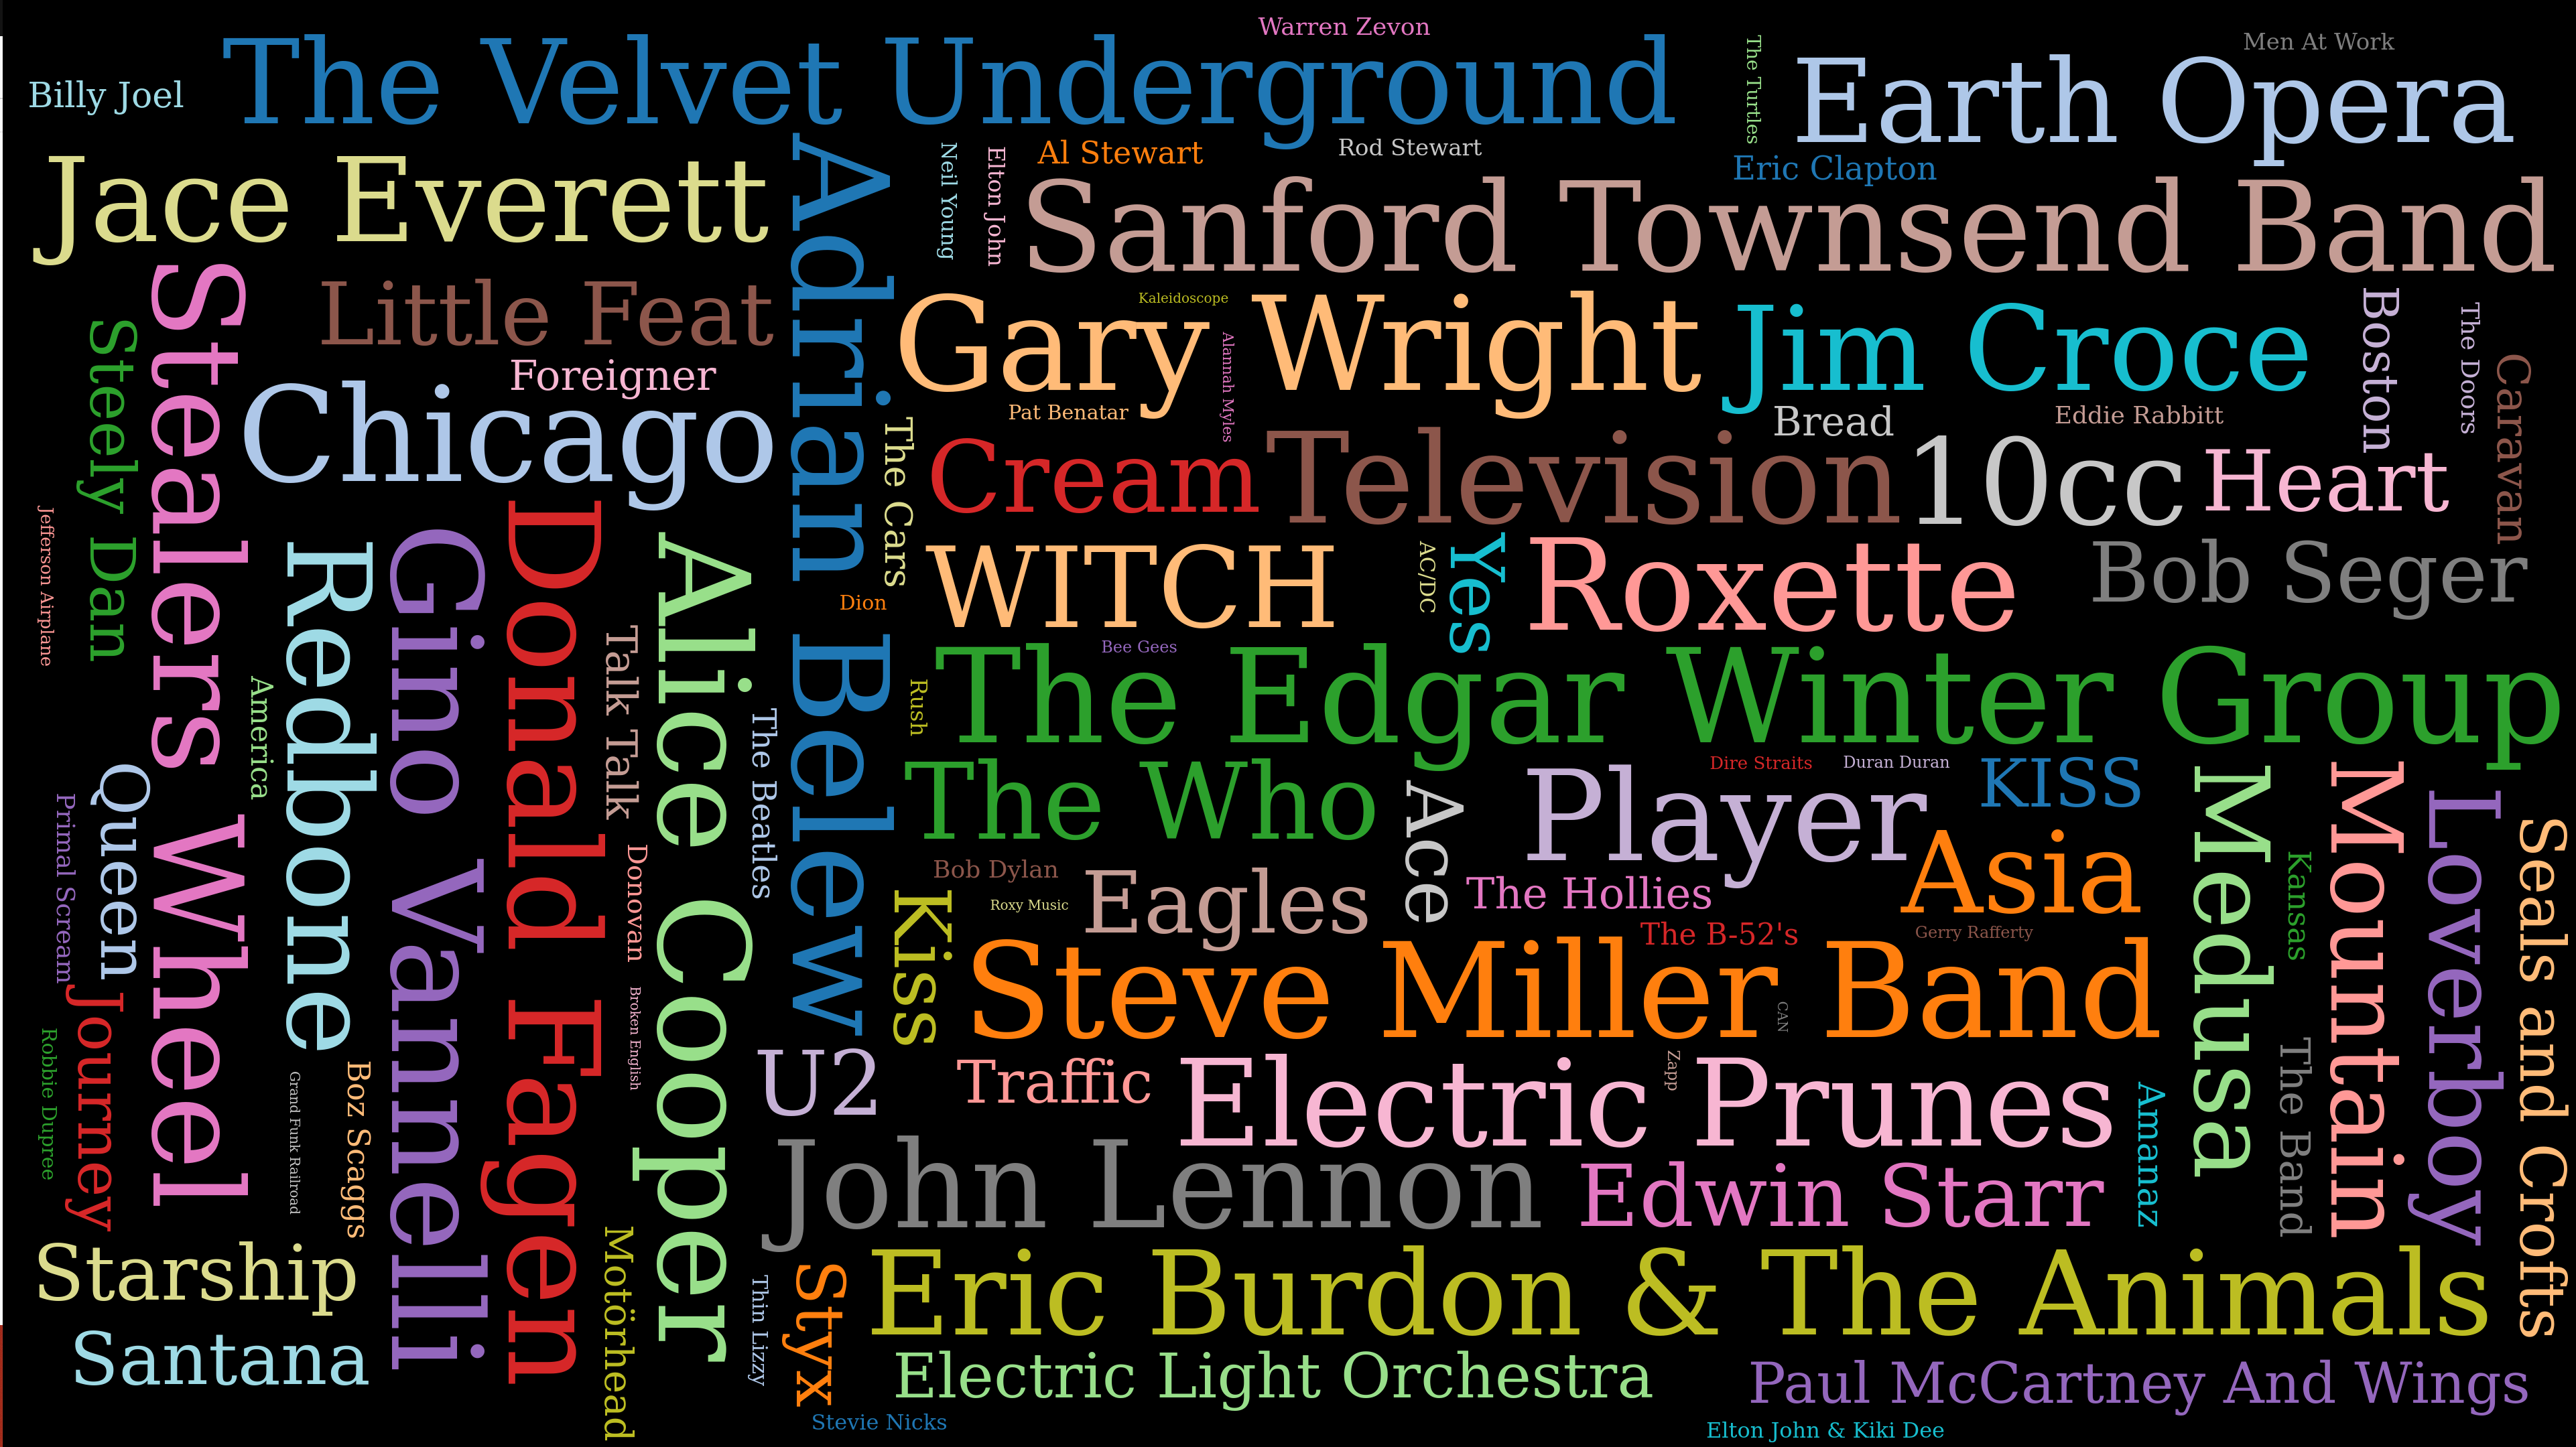 Warren Zevon
Men At Work
Billy Joel
The Velvet Underground
The Turtles
Earth Opera
Jace Everett
Adrian Belew
Neil Young
Elton John
Al Stewart
Rod Stewart
Eric Clapton
Sanford Townsend Band
Stealers Wheel
Steely Dan
Little Feat
Foreigner
Chicago
Kaleidoscope
Gary Wright
Alannah Myles
Jim Croce
Boston
The Doors
Caravan
Pat Benatar
Bread
Eddie Rabbitt
The Cars
Cream
Television
10cc
Heart
Jefferson Airplane
Redbone
Gino Vannelli
Donald Fagen
Alice Cooper
Talk Talk
Dion
WITCH
AC/DC
Yes
Roxette
Bob Seger
Bee Gees
America
The Beatles
Rush
The Edgar Winter Group
Queen
Primal Scream
Donovan
The Who
Ace
Player
Dire Straits
Duran Duran
KISS
Medusa
Mountain
Loverboy
Seals and Crofts
Asia
Kansas
Bob Dylan
Roxy Music
Eagles
The Hollies
Kiss
The B-52's
Gerry Rafferty
Steve Miller Band
CAN
Journey
Robbie Dupree
Broken English
Grand Funk Railroad
Boz Scaggs
U2
Traffic
Electric Prunes
Zapp
Amanaz
The Band
John Lennon
Edwin Starr
Starship
Motörhead
Thin Lizzy
Styx
Eric Burdon & The Animals
Santana
Electric Light Orchestra
Paul McCartney And Wings
Stevie Nicks
Elton John & Kiki Dee